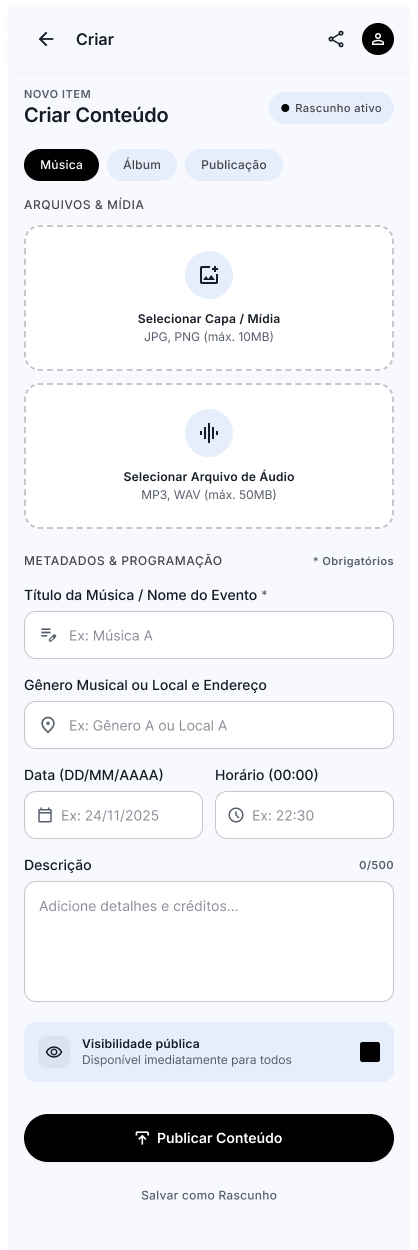 Criar
NOVO ITEM
Criar Conteúdo
Rascunho ativo
Música
Álbum
Publicação
ARQUIVOS & MÍDIA
Selecionar Capa / Mídia
JPG, PNG (máx. 10MB)
Selecionar Arquivo de Áudio
MP3, WAV (máx. 50MB)
METADADOS & PROGRAMAÇÃO
* Obrigatórios
Título da Música / Nome do Evento *
Ex: Música A
Gênero Musical ou Local e Endereço
Ex: Gênero A ou Local A
Data (DD/MM/AAAA)
Horário (00:00)
Ex: 24/11/2025
Ex: 22:30
Descrição
0/500
Adicione detalhes e créditos...
Visibilidade pública
Disponível imediatamente para todos
Publicar Conteúdo
Salvar como Rascunho